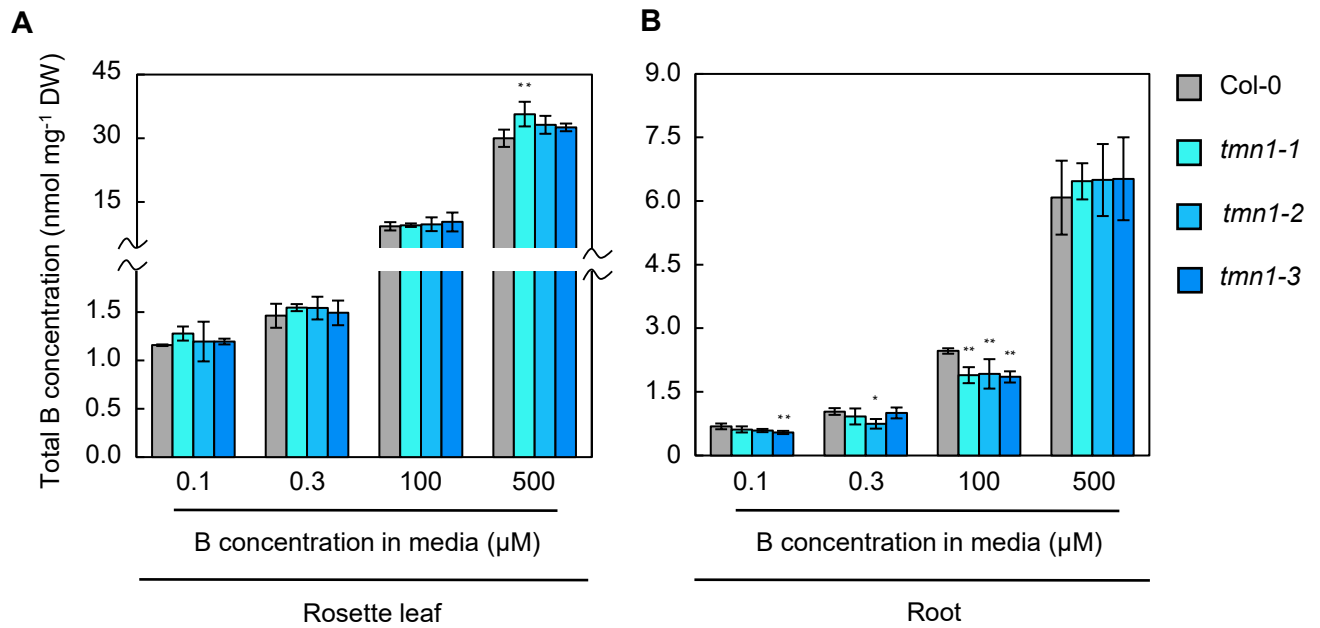 A
B
Total B concentration (nmol mg⁻¹ DW)
45
30
15
1.5
1.0
0.5
0.0
**
0.1 0.3 100 500
B concentration in media (µM)
Rosette leaf
9.0
7.5
6.0
4.5
3.0
1.5
0
**
*
** ** **
0.1 0.3 100 500
B concentration in media (µM)
Root
Col-0
tmn1-1
tmn1-2
tmn1-3